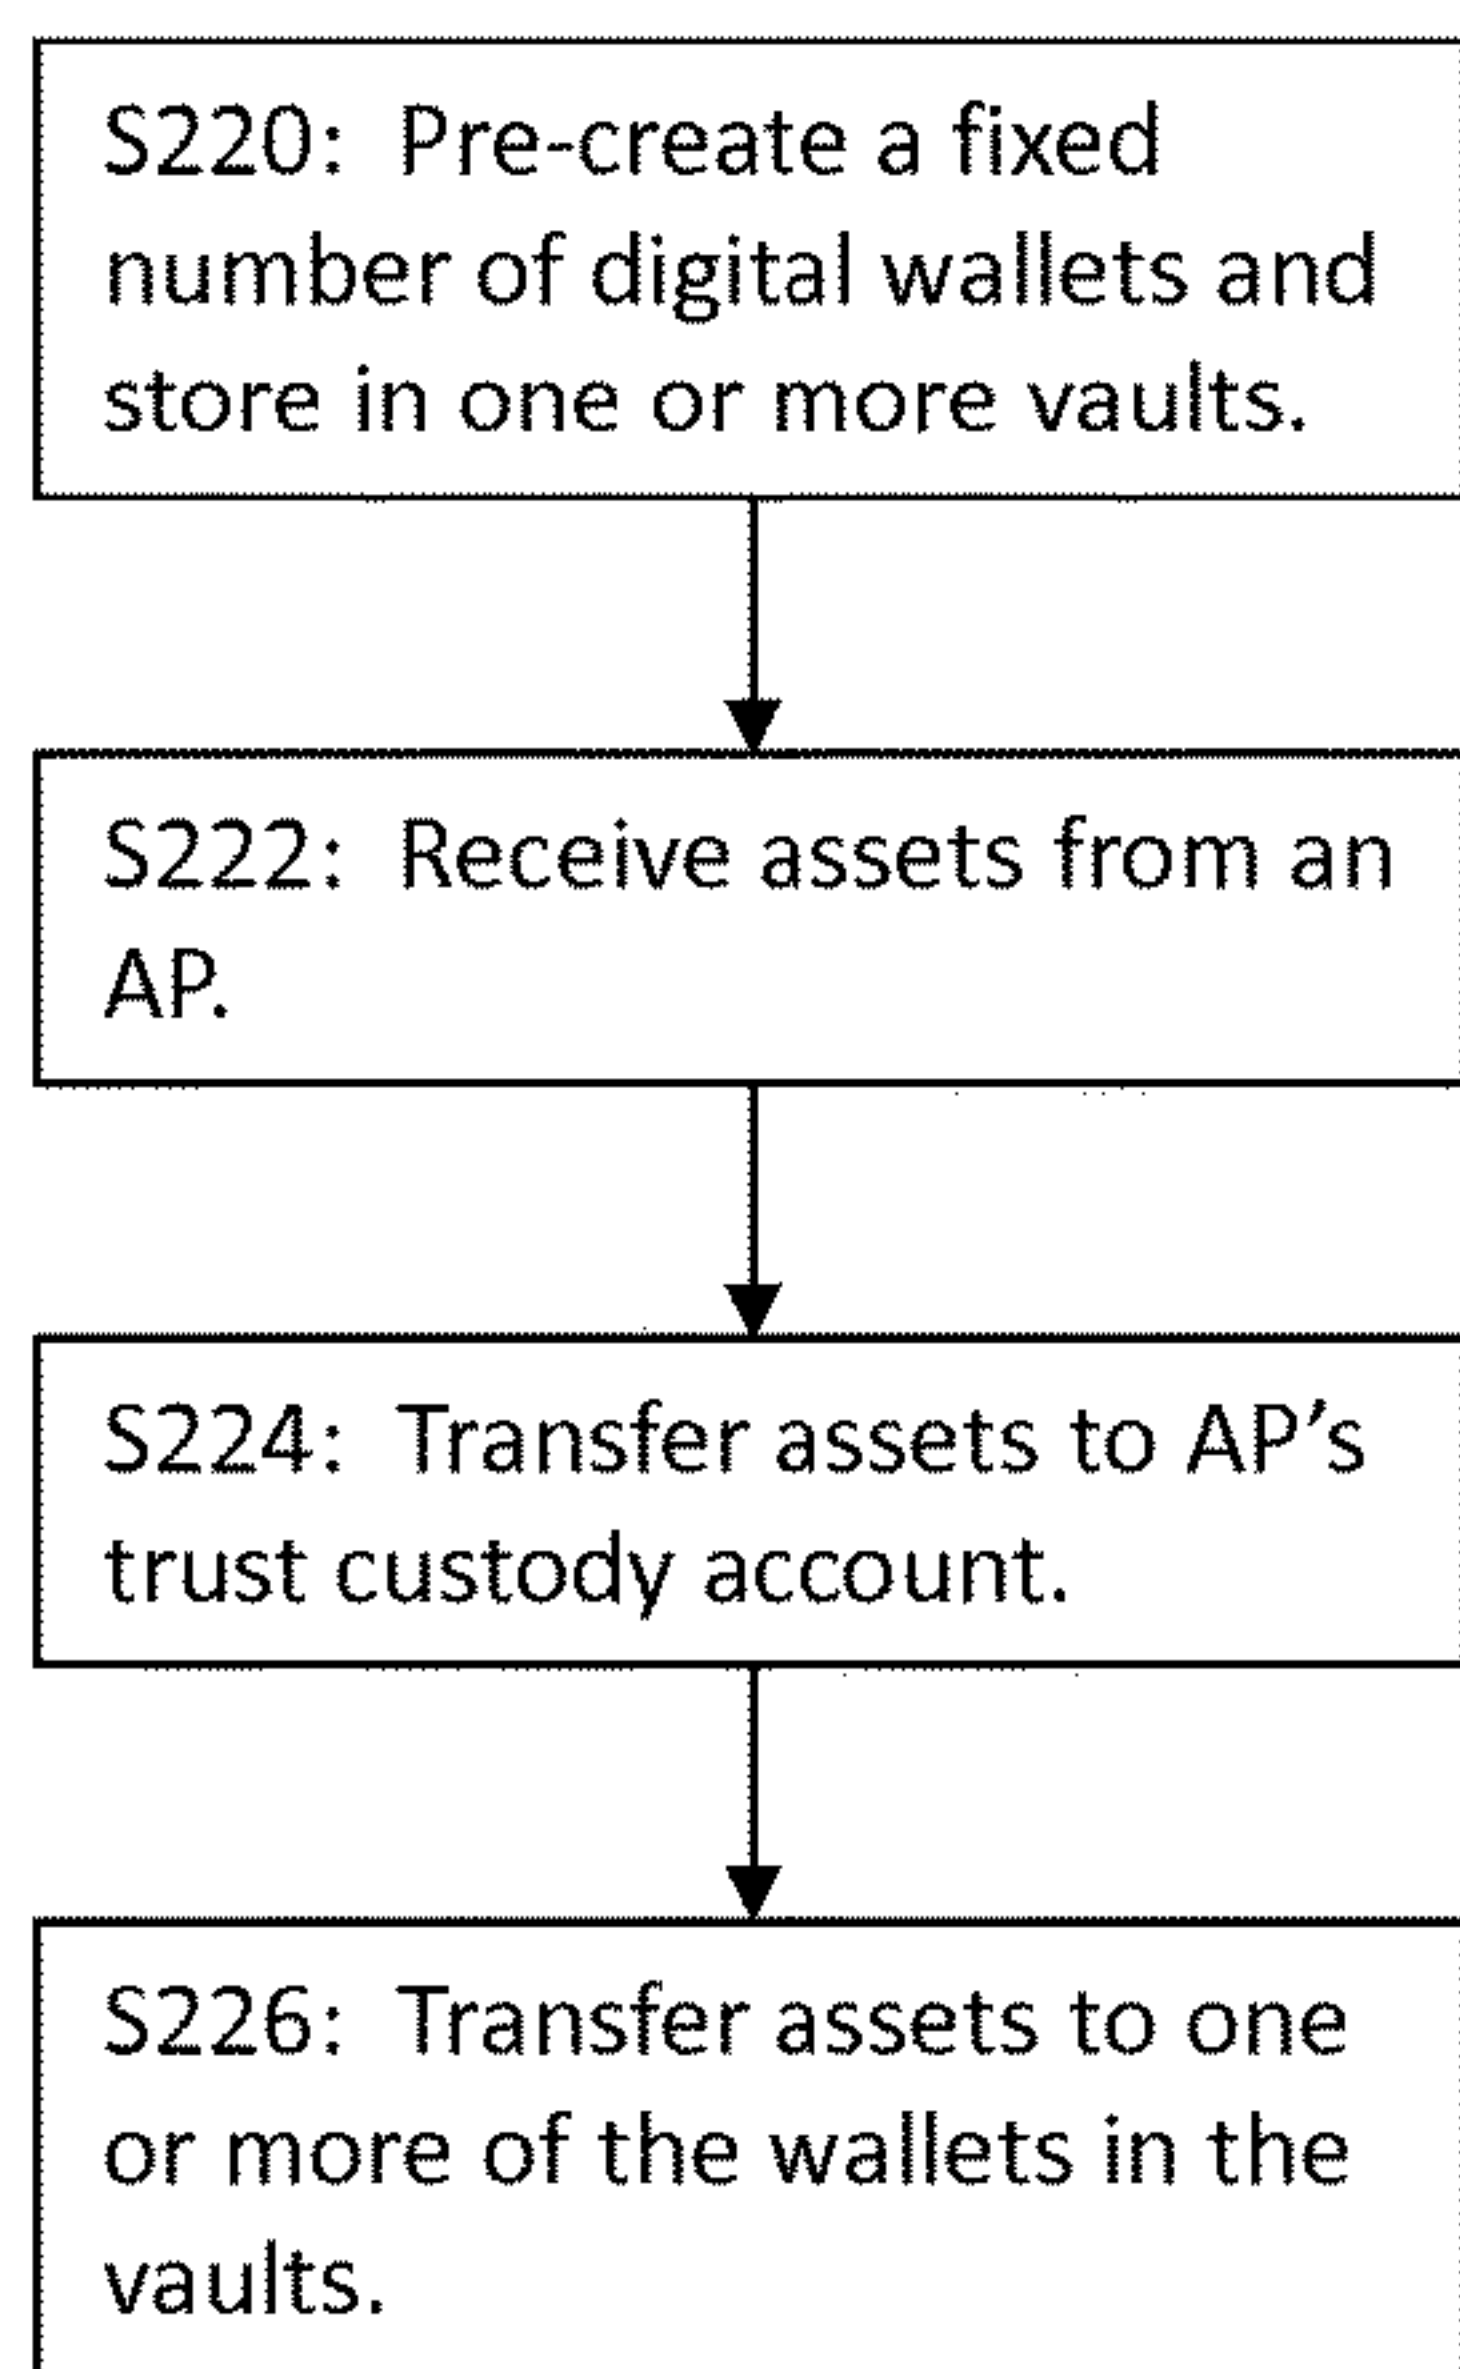 S220: Pre-create a fixed
number of digital wallets and
store in one or more vaults.
S222: Receive assets from an
AP.
S224: Transfer assets to AP’s
trust custody account.
S226: Transfer assets to one
or more of the wallets in the
vaults.